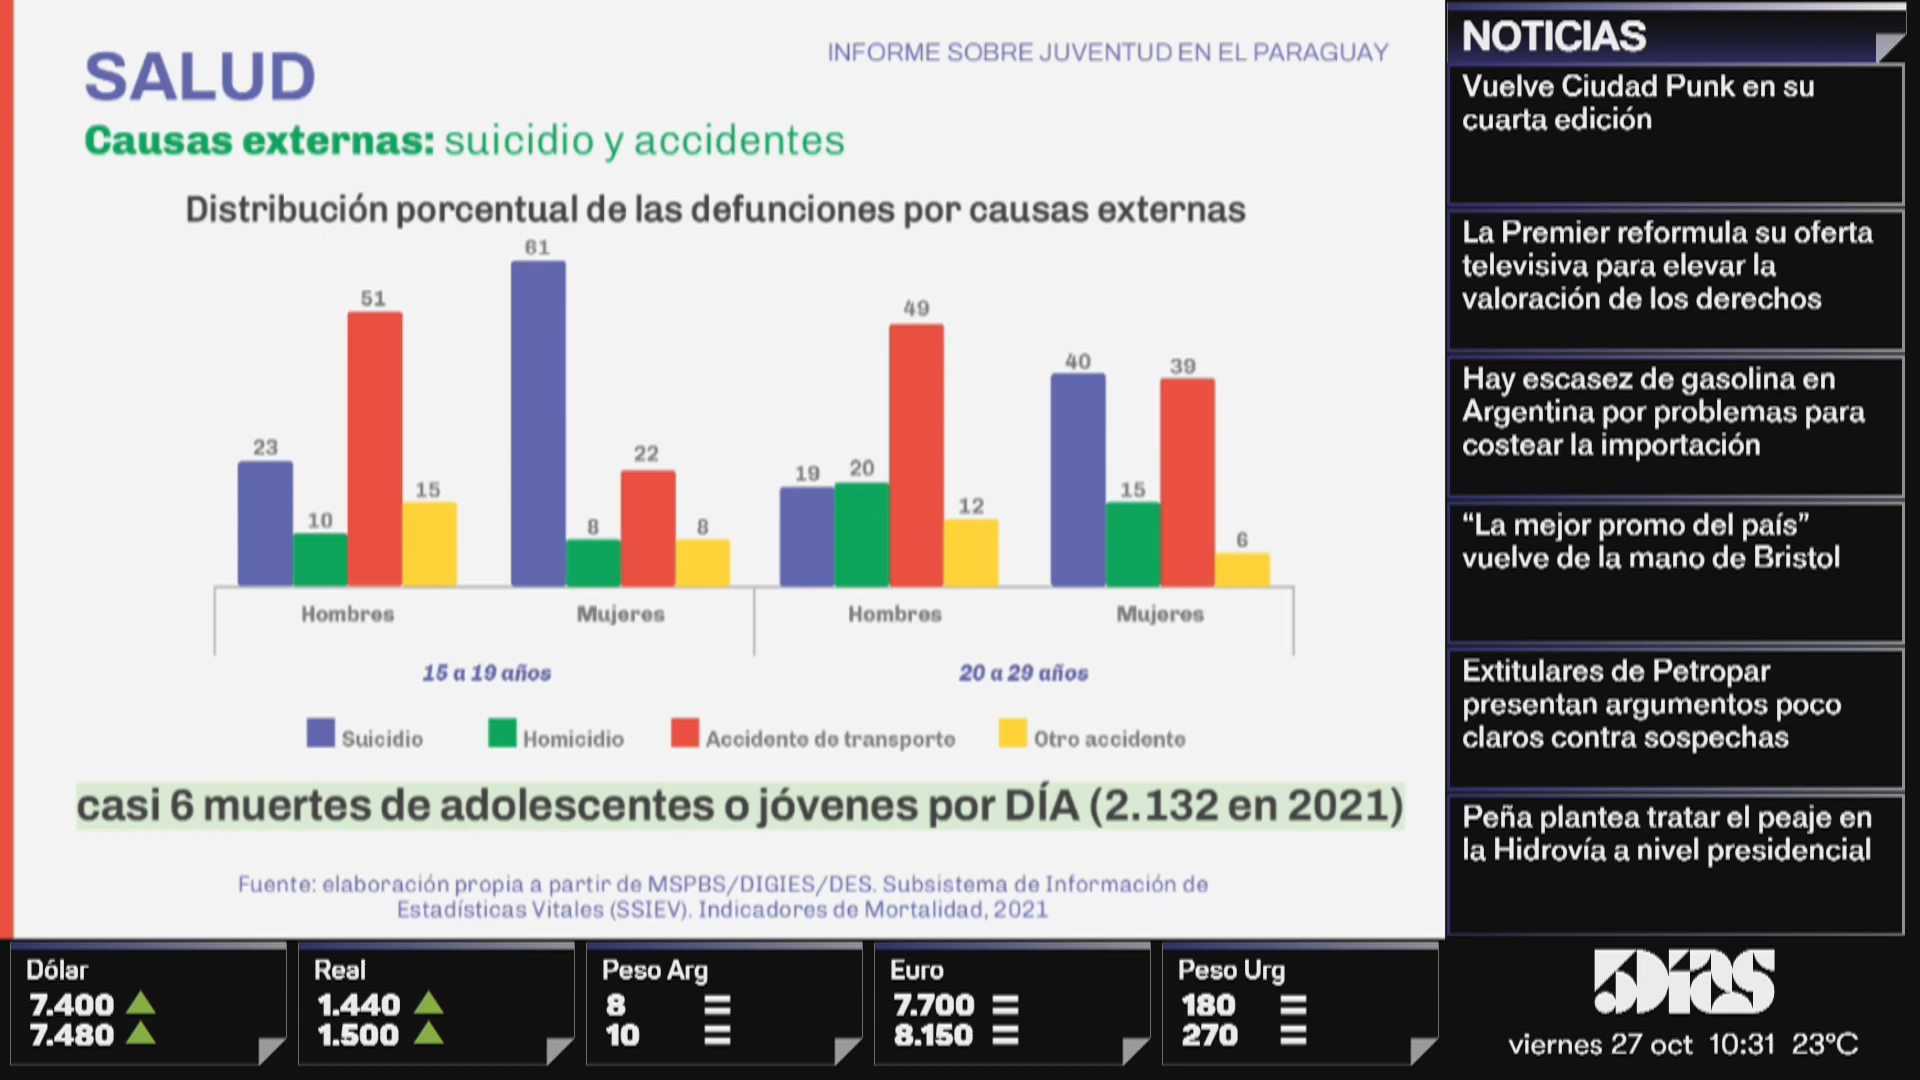 SALUD
INFORME SOBRE JUVENTUD EN EL PARAGUAY
Causas externas: suicidio y accidentes
Distribución porcentual de las defunciones por causas externas
23
10
51
15
61
8
22
8
19
20
49
12
40
15
39
6
Hombres
Mujeres
Hombres
Mujeres
15 a 19 años
20 a 29 años
Suicidio
Homicidio
Accidente de transporte
Otro accidente
casi 6 muertes de adolescentes o jóvenes por DÍA (2.132 en 2021)
Fuente: elaboración propia a partir de MSPBS/DIGIES/DES. Subsistema de Información de
Estadísticas Vitales (SSIEV). Indicadores de Mortalidad, 2021
NOTICIAS
Vuelve Ciudad Punk en su
cuarta edición
La Premier reformula su oferta
televisiva para elevar la
valoración de los derechos
Hay escasez de gasolina en
Argentina por problemas para
costear la importación
“La mejor promo del país”
vuelve de la mano de Bristol
Extitulares de Petropar
presentan argumentos poco
claros contra sospechas
Peña plantea tratar el peaje en
la Hidrovía a nivel presidencial
Dólar
7.400
7.480
Real
1.440
1.500
Peso Arg
8
10
Euro
7.700
8.150
Peso Urg
180
270
5Días
viernes 27 oct 10:31 23°C